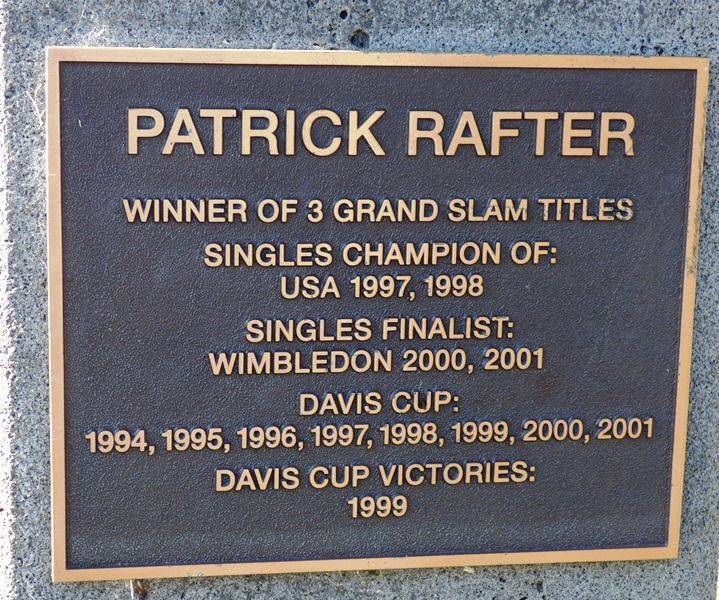 PATRICK RAFTER
WINNER OF 3 GRAND SLAM TITLES
SINGLES CHAMPION OF:
USA 1997, 1998
SINGLES FINALIST:
WIMBLEDON 2000, 2001
DAVIS CUP:
1994, 1995, 1996, 1997, 1998, 1999, 2000, 2001
DAVIS CUP VICTORIES:
1999